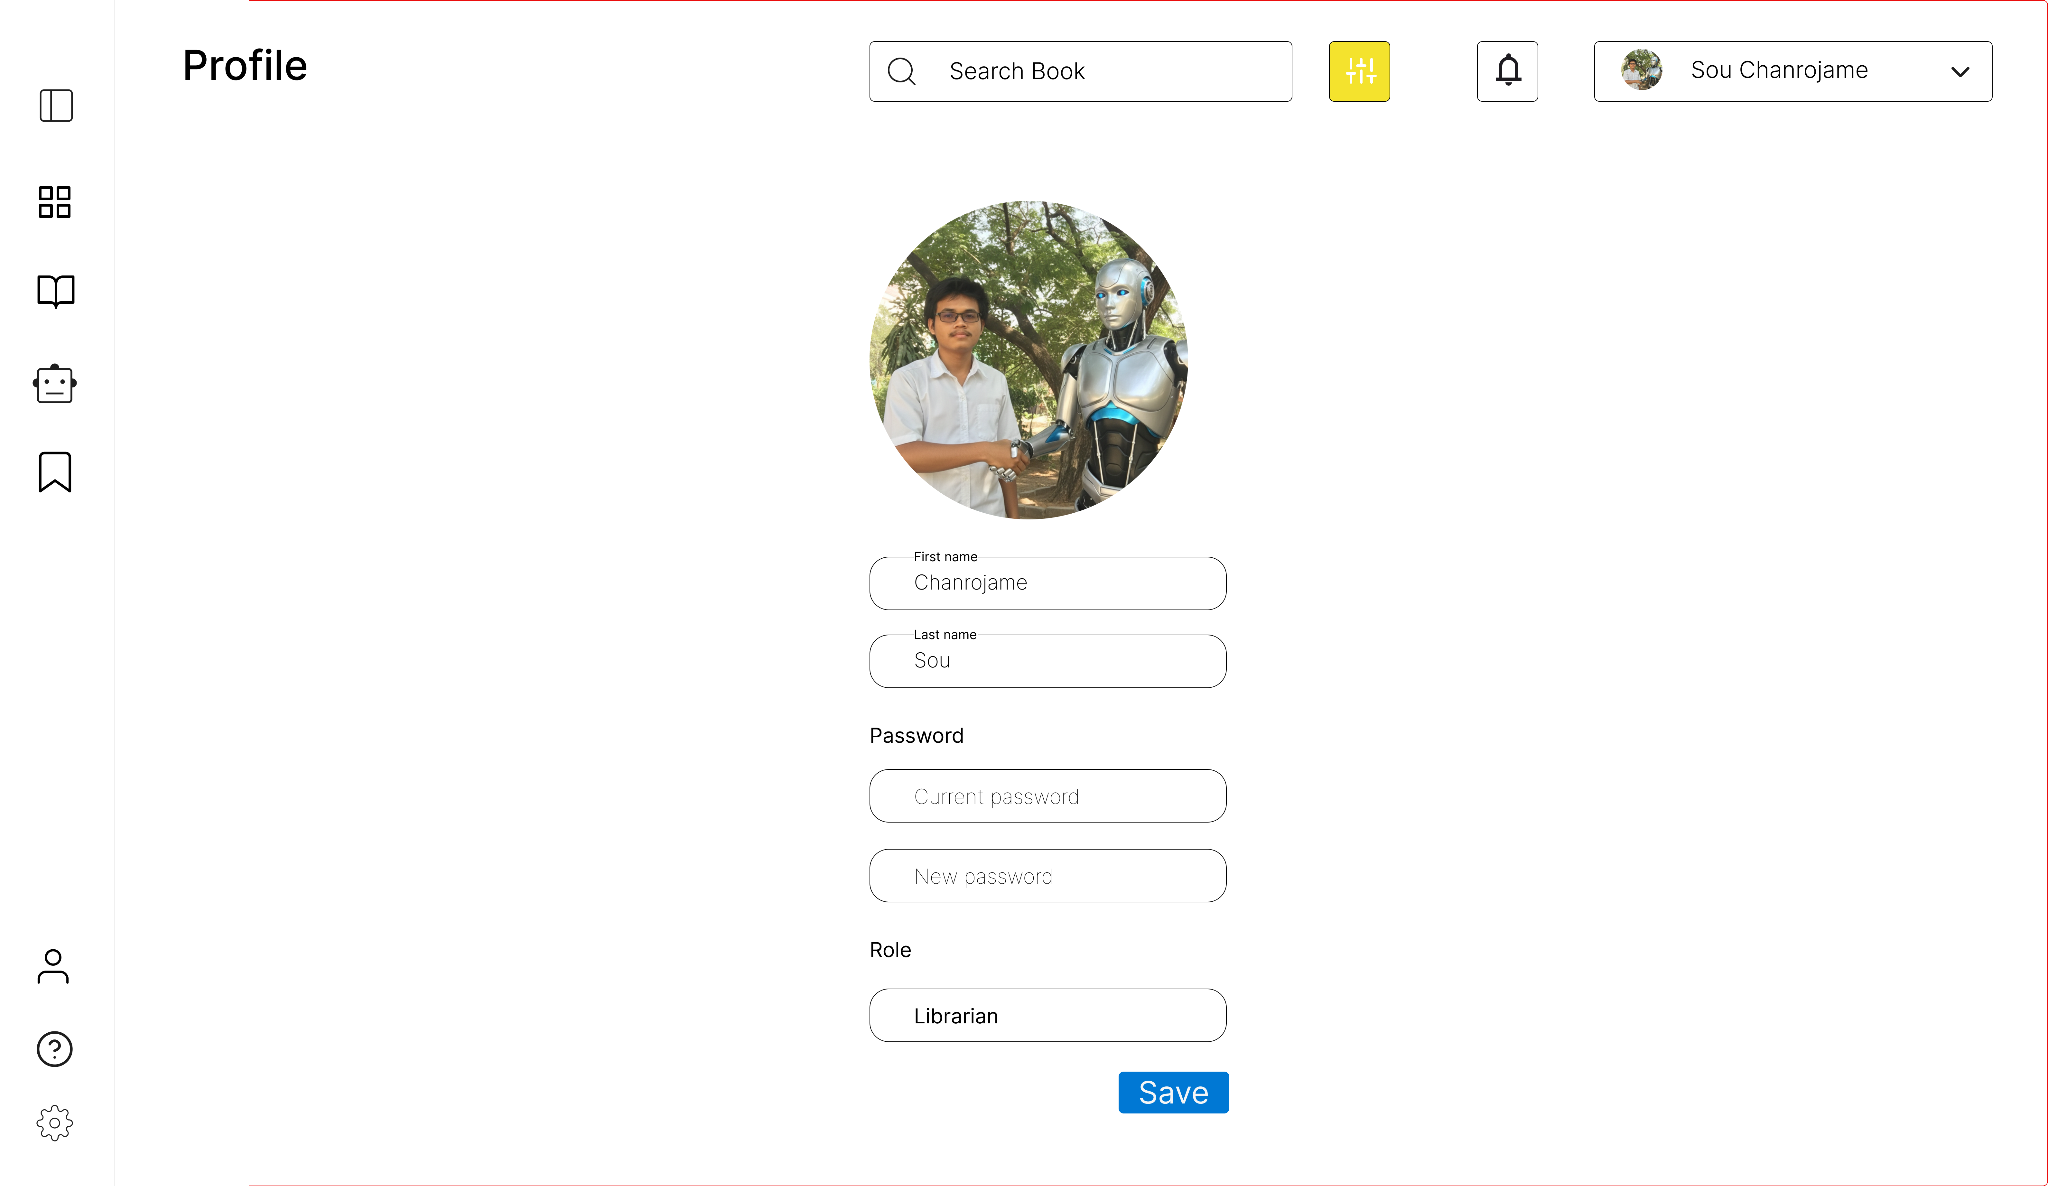 Profile
Search Book
Sou Chanrojame
First name
Chanrojame
Last name
Sou
Password
Current password
New password
Role
Librarian
Save